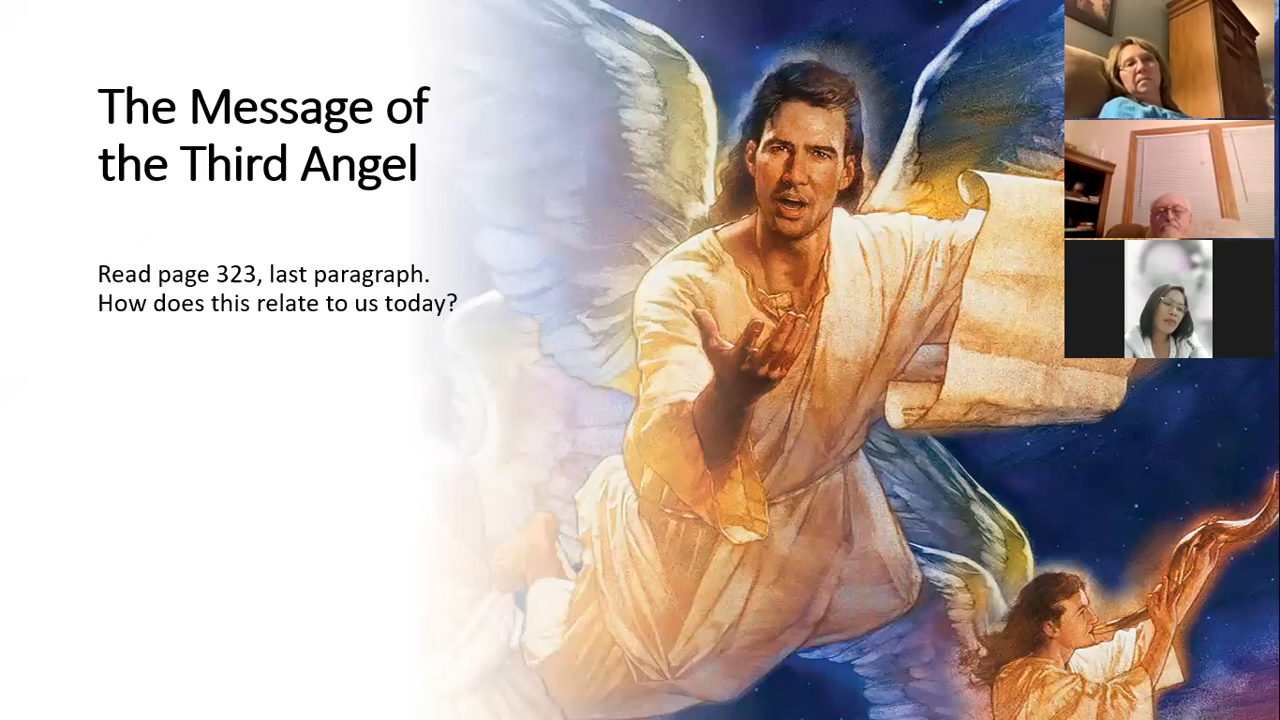 The Message of
the Third Angel
Read page 323, last paragraph.
How does this relate to us today?